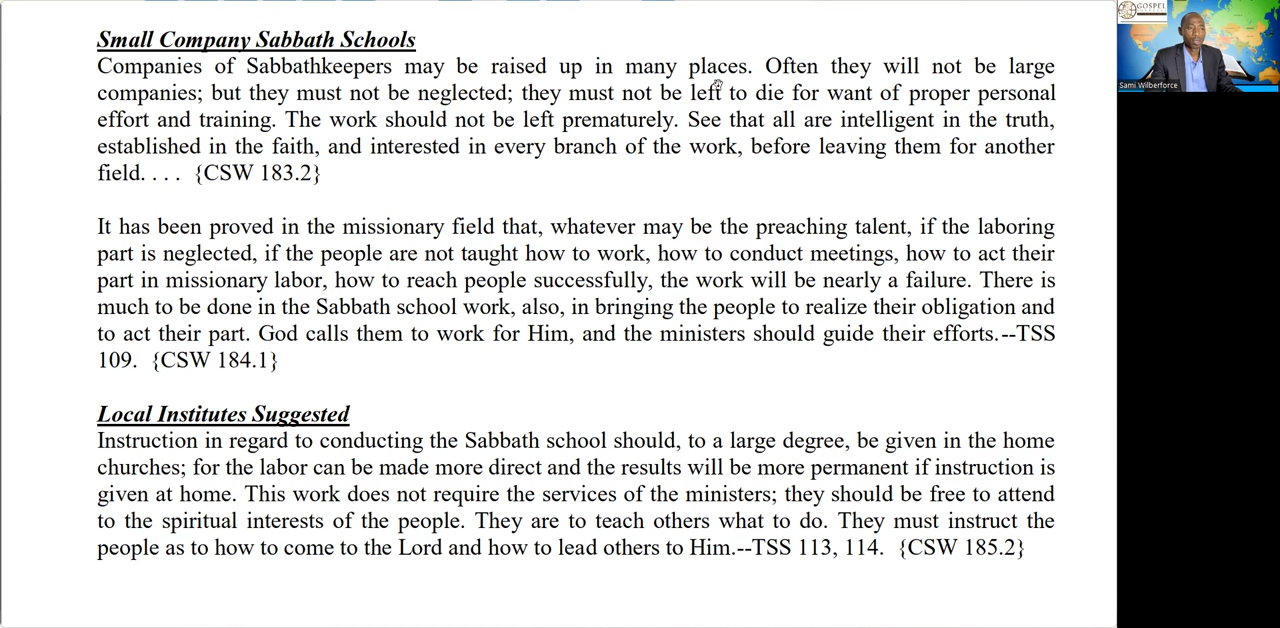 Small Company Sabbath Schools
Companies of Sabbathkeepers may be raised up in many places. Often they will not be large
companies; but they must not be neglected; they must not be left to die for want of proper personal
effort and training. The work should not be left prematurely. See that all are intelligent in the truth,
established in the faith, and interested in every branch of the work, before leaving them for another
field. . . . {CSW 183.2}
It has been proved in the missionary field that, whatever may be the preaching talent, if the laboring
part is neglected, if the people are not taught how to work, how to conduct meetings, how to act their
part in missionary labor, how to reach people successfully, the work will be nearly a failure. There is
much to be done in the Sabbath school work, also, in bringing the people to realize their obligation and
to act their part. God calls them to work for Him, and the ministers should guide their efforts.--TSS
109. {CSW 184.1}
Local Institutes Suggested
Instruction in regard to conducting the Sabbath school should, to a large degree, be given in the home
churches; for the labor can be made more direct and the results will be more permanent if instruction is
given at home. This work does not require the services of the ministers; they should be free to attend
to the spiritual interests of the people. They are to teach others what to do. They must instruct the
people as to how to come to the Lord and how to lead others to Him.--TSS 113, 114. {CSW 185.2}
GOSPEL
Sami Wilberforce